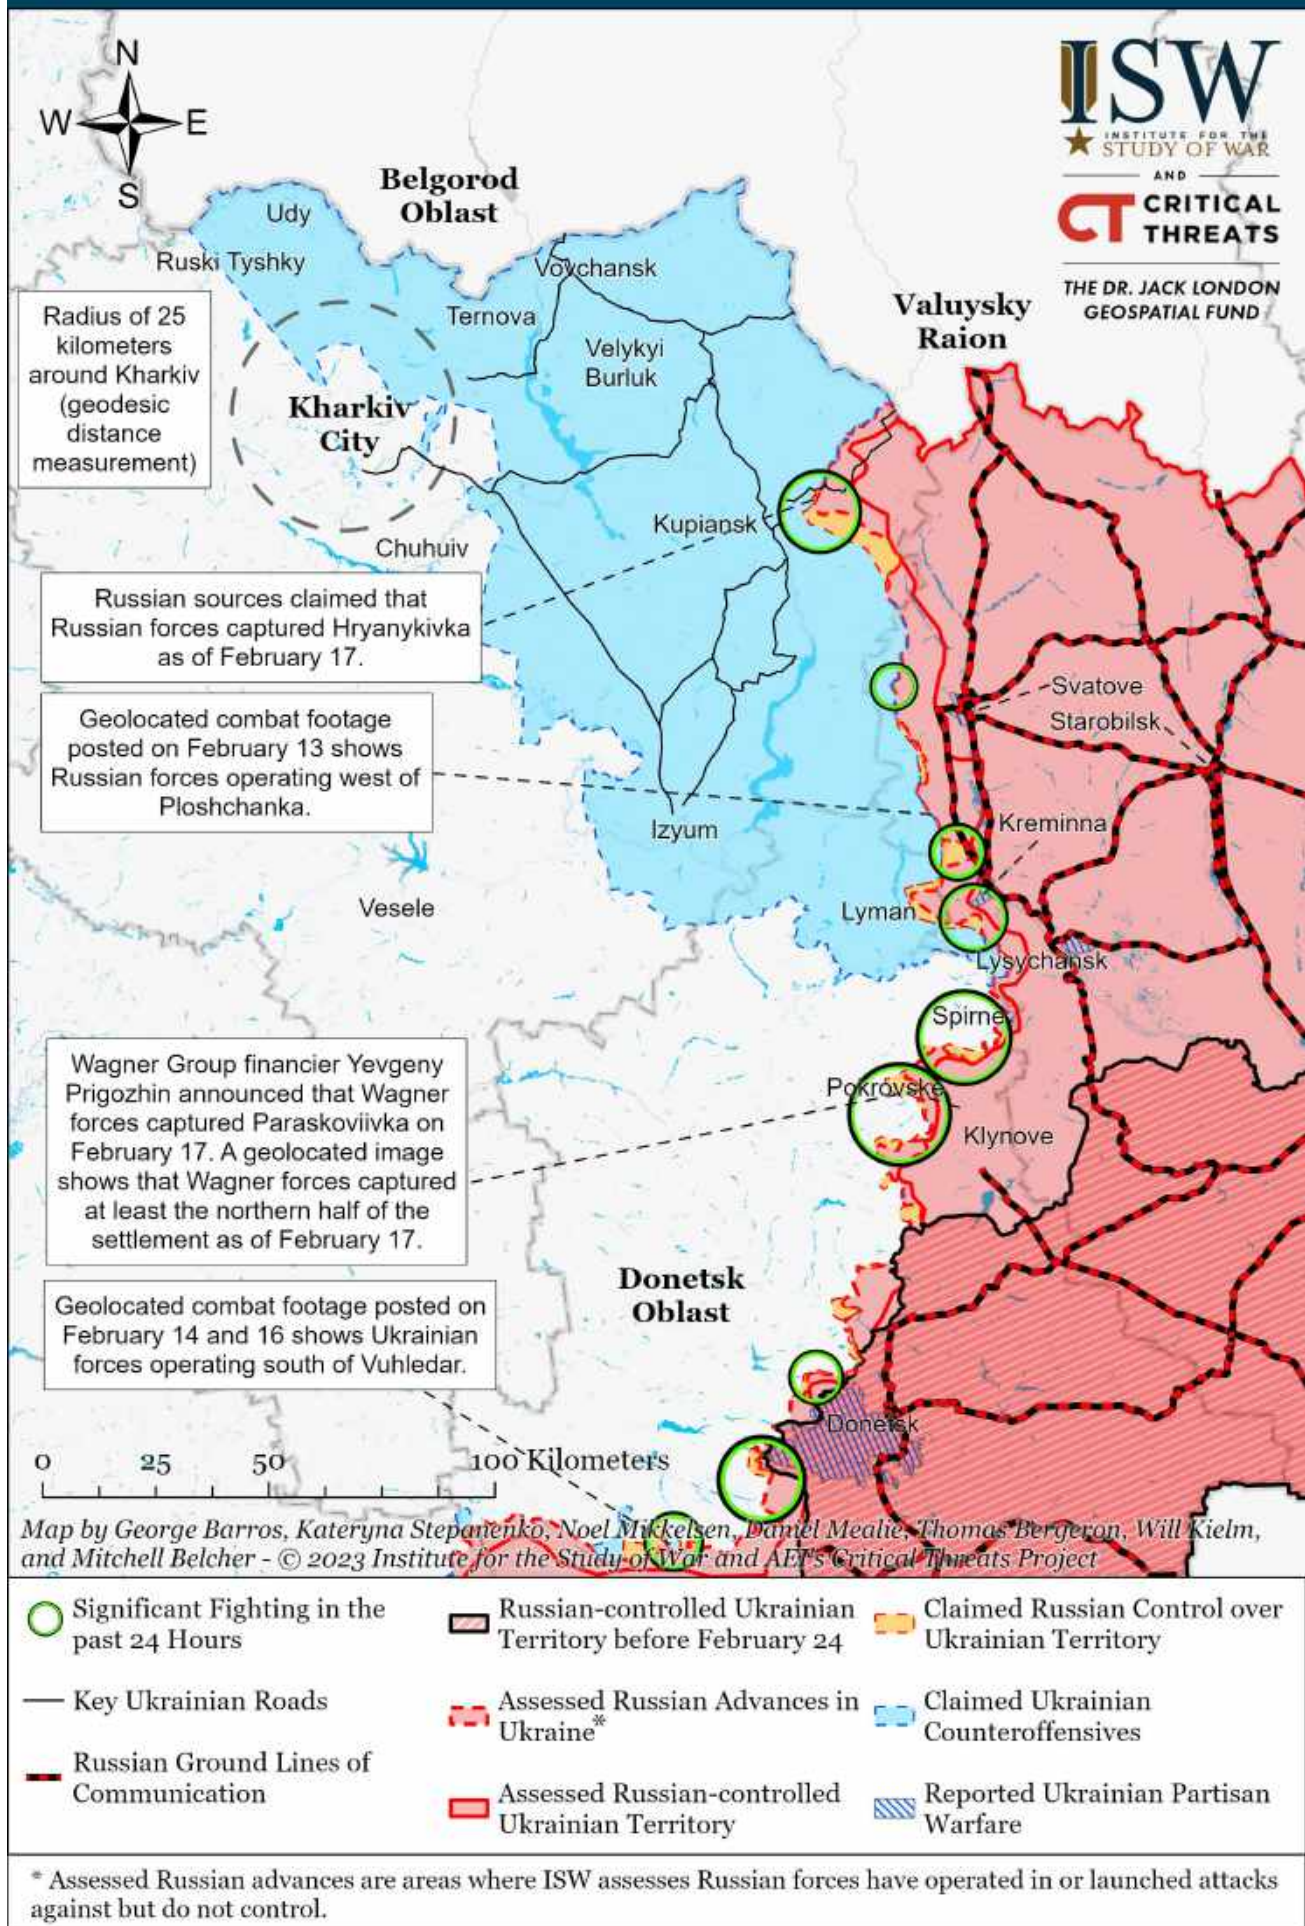 N
W E
S
ISW
INSTITUTE FOR THE
STUDY OF WAR
AND
CT CRITICAL
THREATS
THE DR. JACK LONDON
GEOSPATIAL FUND
Belgorod
Oblast
Udy
Ruski Tyshky
Vovchansk
Ternova
Valuysky
Raion
Radius of 25
kilometers
around Kharkiv
(geodesic
distance
measurement)
Velykyi
Burluk
Kharkiv
City
Kupiansk
Chuhuiv
Russian sources claimed that
Russian forces captured Hryanykivka
as of February 17.
Svatove
Starobilsk
Geolocated combat footage
posted on February 13 shows
Russian forces operating west of
Ploshchanka.
Izyum
Kreminna
Vesele
Lyman
Lysychansk
Spirne
Wagner Group financier Yevgeny
Prigozhin announced that Wagner
forces captured Paraskoviivka on
February 17. A geolocated image
shows that Wagner forces captured
at least the northern half of the
settlement as of February 17.
Pokrovske
Klynove
Donetsk
Oblast
Geolocated combat footage posted on
February 14 and 16 shows Ukrainian
forces operating south of Vuhledar.
Donetsk
0 25 50 100 Kilometers
Map by George Barros, Kateryna Stepanenko, Noel Mikkelsen, Daniel Mealie, Thomas Bergeron, Will Kielm,
and Mitchell Belcher - © 2023 Institute for the Study of War and AEI's Critical Threats Project
Significant Fighting in the
past 24 Hours
Key Ukrainian Roads
Russian Ground Lines of
Communication
Russian-controlled Ukrainian
Territory before February 24
Assessed Russian Advances in
Ukraine*
Assessed Russian-controlled
Ukrainian Territory
Claimed Russian Control over
Ukrainian Territory
Claimed Ukrainian
Counteroffensives
Reported Ukrainian Partisan
Warfare
* Assessed Russian advances are areas where ISW assesses Russian forces have operated in or launched attacks
against but do not control.